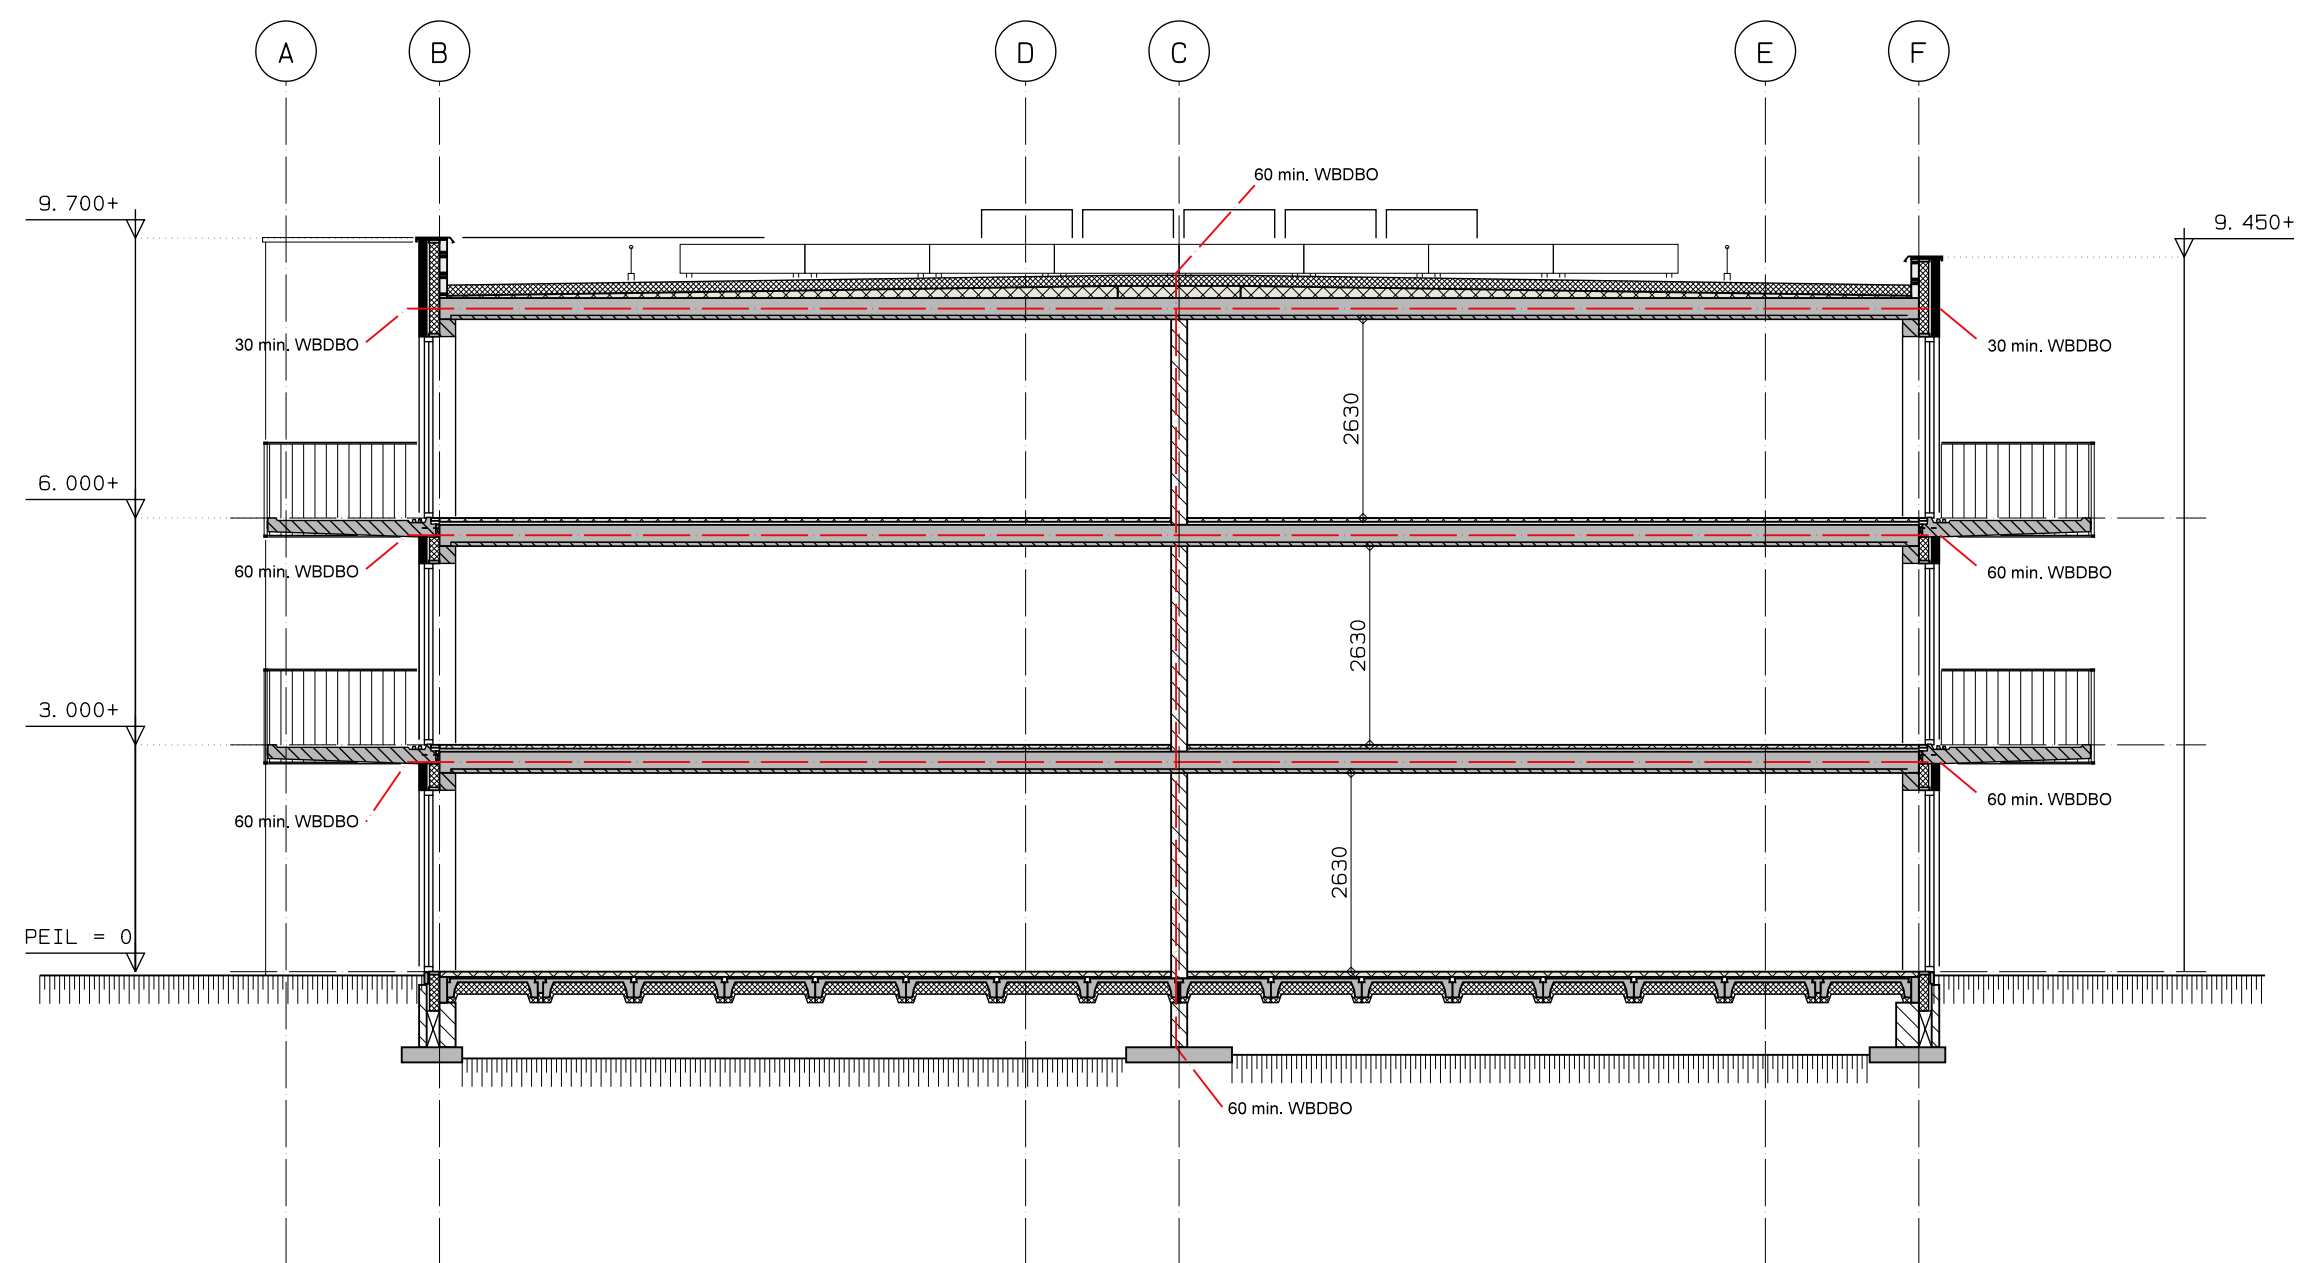 A B D C E F
60 min. WBDBO
9.700+
9.450+
30 min. WBDBO
30 min. WBDBO
2630
6.000+
60 min. WBDBO
60 min. WBDBO
2630
3.000+
60 min. WBDBO
60 min. WBDBO
2630
PEIL = 0
60 min. WBDBO